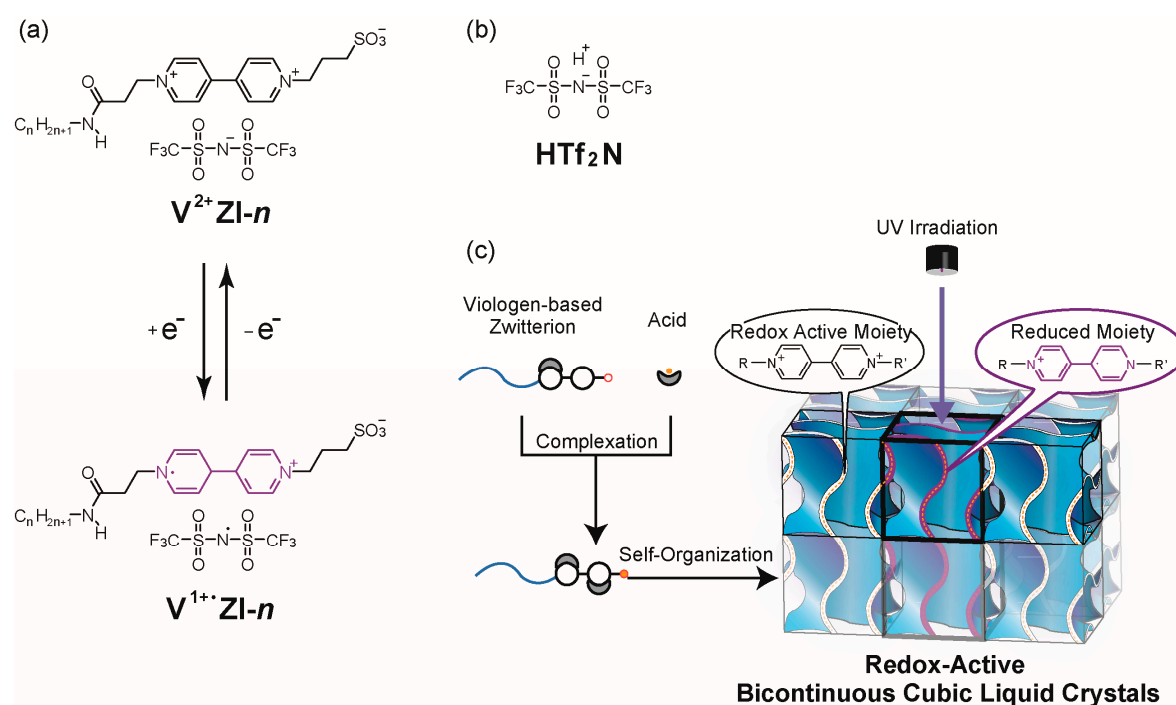 (a)
SO₃⁻
N⁺
N⁺
O
CₙH₂ₙ₊₁–N
H
O O
F₃C–S–N⁻–S–CF₃
O O
V²⁺ZI-n
+e⁻ –e⁻
SO₃⁻
N·
N⁺
O
CₙH₂ₙ₊₁–N
H
O O
F₃C–S–N·–S–CF₃
O O
V¹⁺·ZI-n
(b)
H⁺
O O
F₃C–S–N⁻–S–CF₃
O O
HTf₂N
(c)
UV Irradiation
Viologen-based
Zwitterion
Acid
Redox Active Moiety
R–N⁺ N⁺–R'
Reduced Moiety
R–N⁺ · N–R'
Complexation
Self-Organization
Redox-Active
Bicontinuous Cubic Liquid Crystals